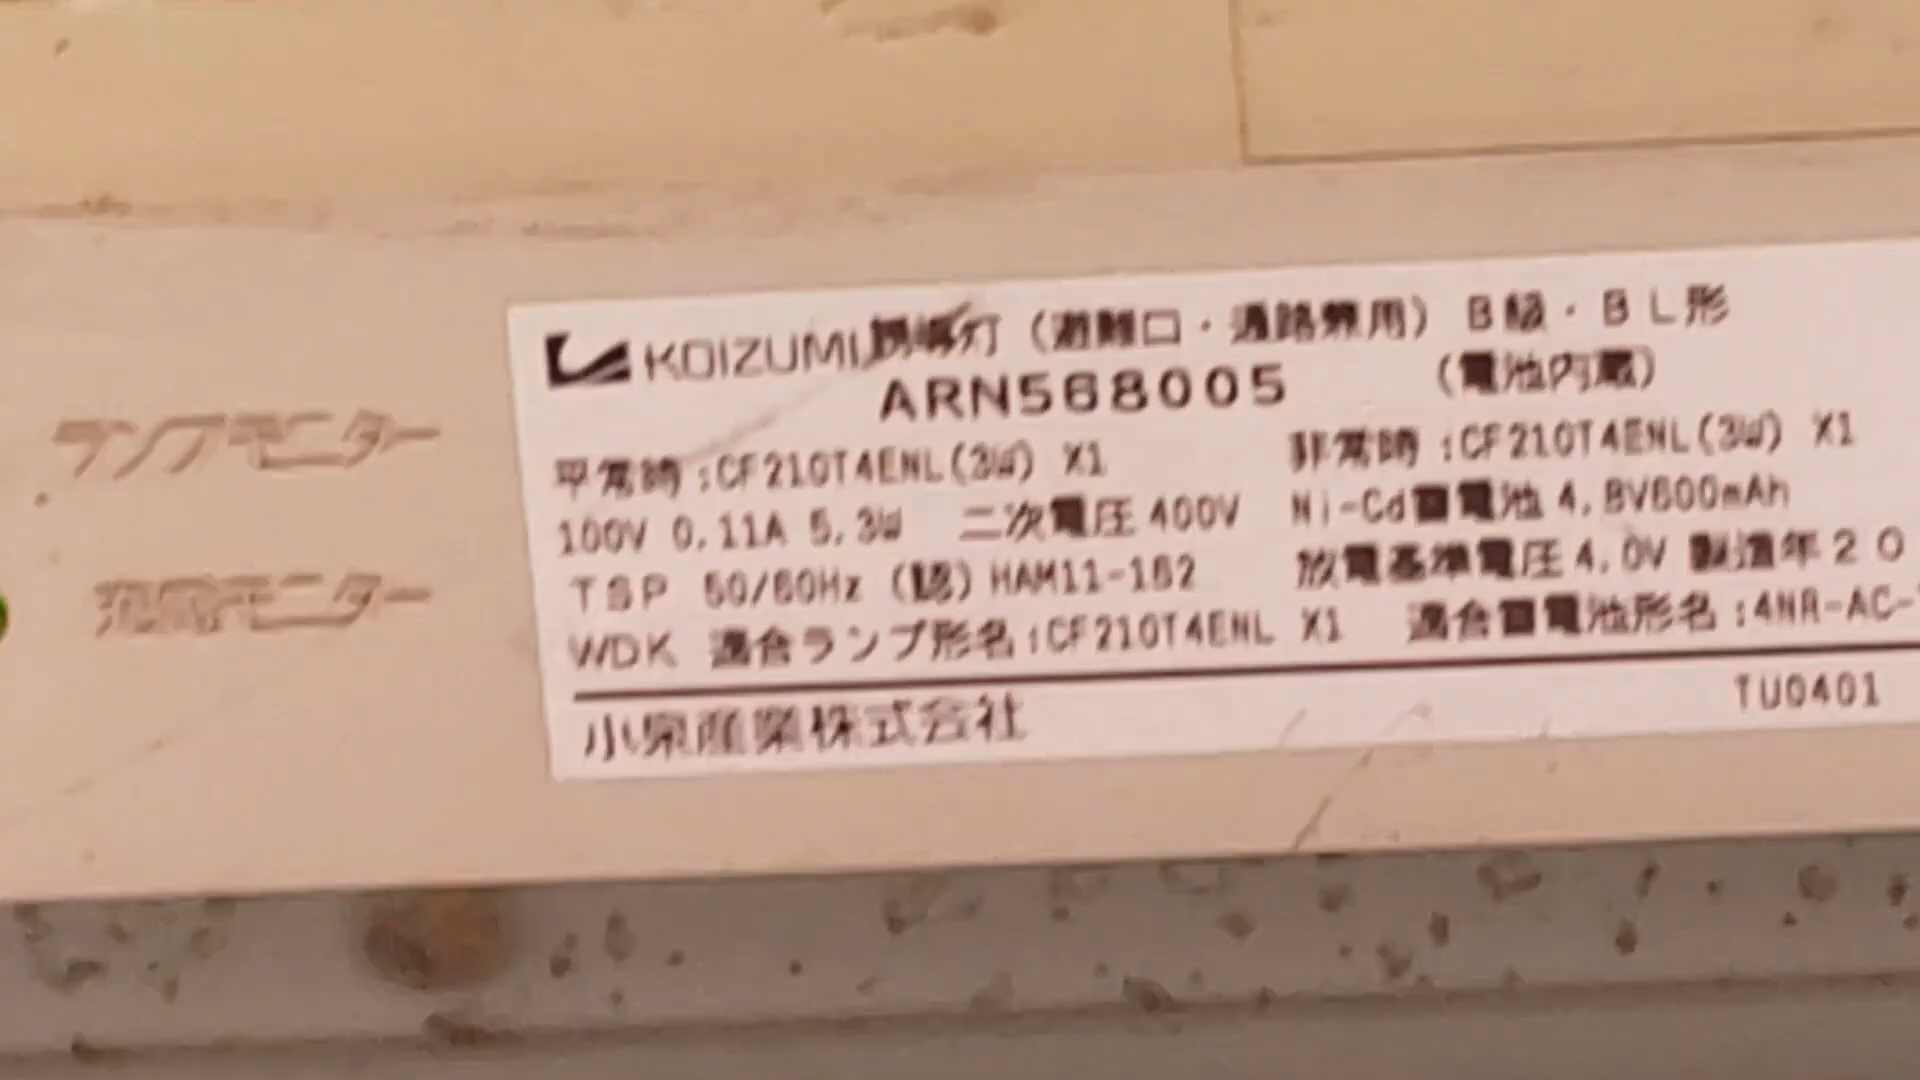 ランプモニター
充電モニター
KOIZUMI 誘導灯 (避難口・通路兼用) B級・BL形
ARN568005 (電池内蔵)
平常時:CF210T4ENL(3W) X1 非常時:CF210T4ENL(3W) X1
100V 0.11A 5.3W 二次電圧400V Ni-Cd蓄電池 4.8V600mAh
TSP 50/60Hz (認) HAM11-162 放電基準電圧4.0V 製造年20
WDK 適合ランプ形名:CF210T4ENL X1 適合蓄電池形名:4NR-AC-
小泉産業株式会社 TU0401